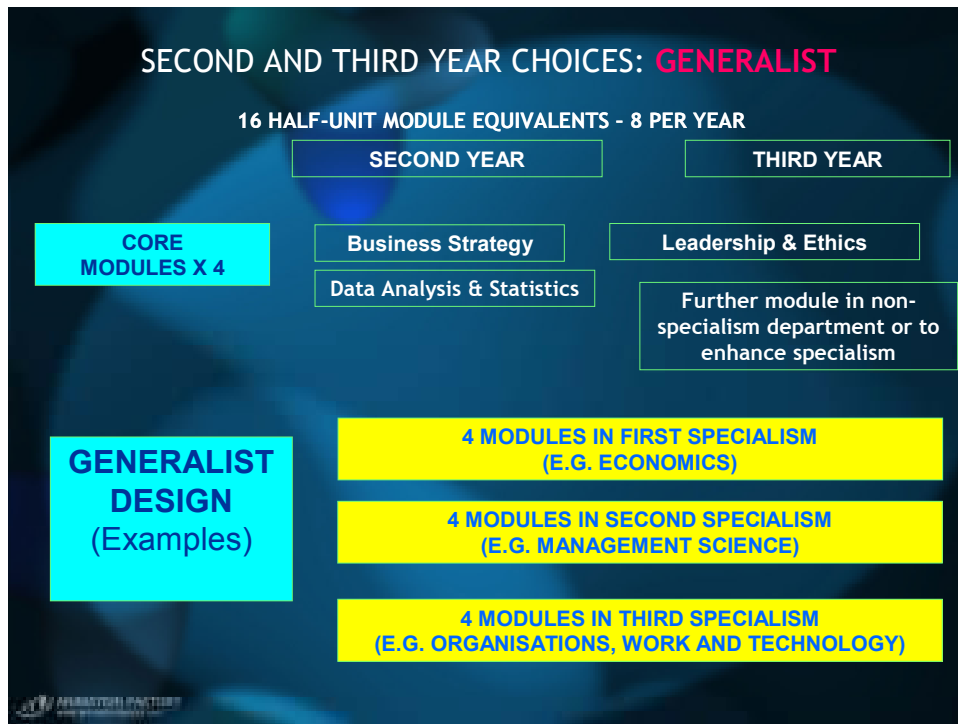 SECOND AND THIRD YEAR CHOICES: GENERALIST
16 HALF-UNIT MODULE EQUIVALENTS - 8 PER YEAR
SECOND YEAR
THIRD YEAR
CORE
MODULES X 4
Business Strategy
Leadership & Ethics
Data Analysis & Statistics
Further module in non-
specialism department or to
enhance specialism
GENERALIST
DESIGN
(Examples)
4 MODULES IN FIRST SPECIALISM
(E.G. ECONOMICS)
4 MODULES IN SECOND SPECIALISM
(E.G. MANAGEMENT SCIENCE)
4 MODULES IN THIRD SPECIALISM
(E.G. ORGANISATIONS, WORK AND TECHNOLOGY)